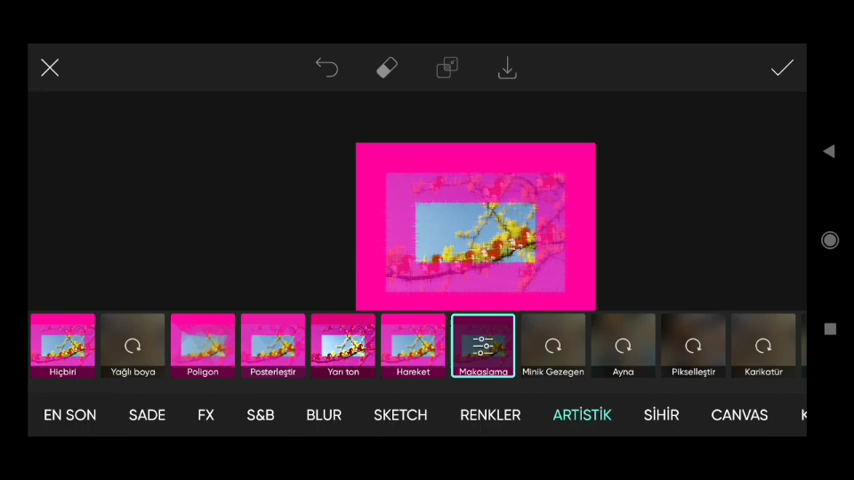 Hiçbiri
Yağlı boya
Poligon
Posterleştir
Yarı ton
Hareket
Makaslama
Minik Gezegen
Ayna
Pikselleştir
Karikatür
EN SON
SADE
FX
S&B
BLUR
SKETCH
RENKLER
ARTİSTİK
SİHİR
CANVAS